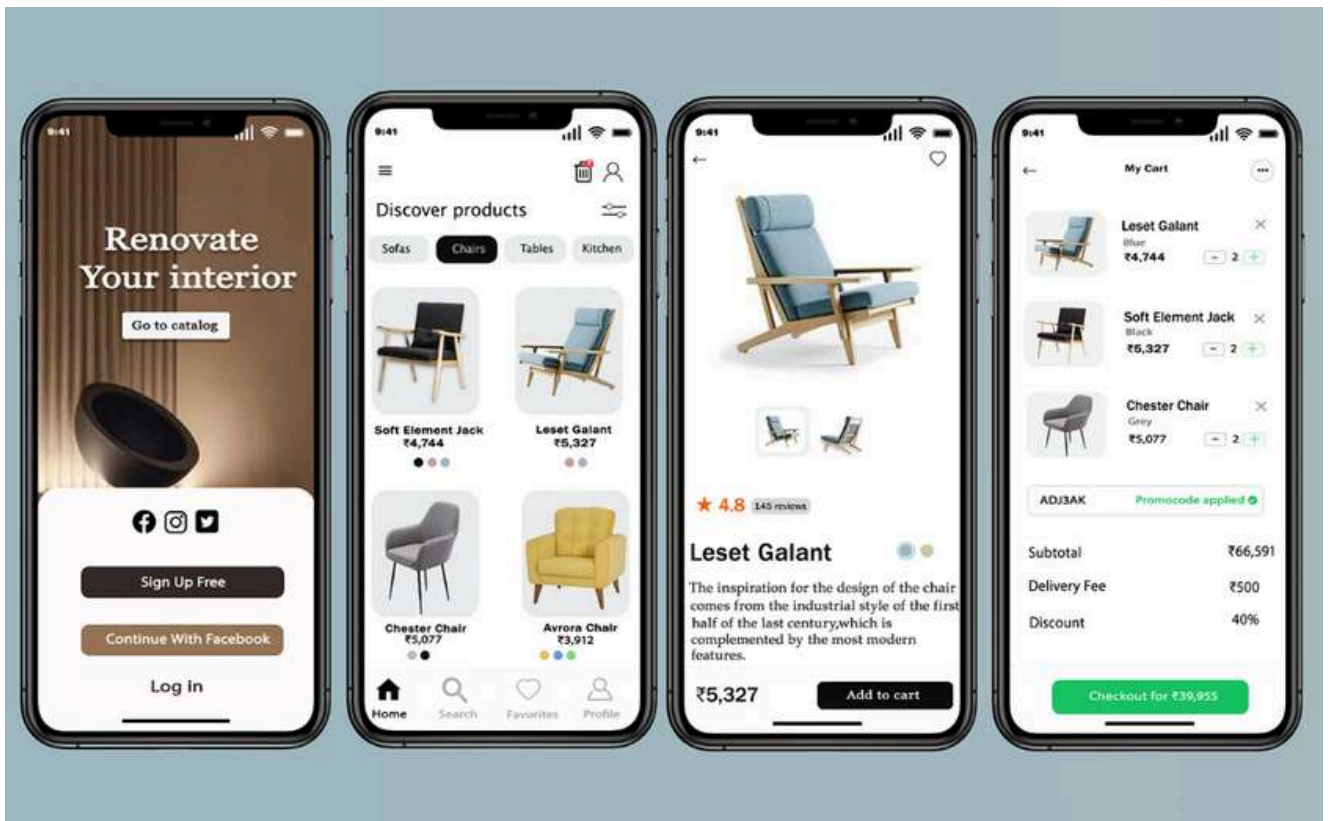 9:41
Renovate
Your interior
Go to catalog
Sign Up Free
Continue With Facebook
Log in
9:41
Discover products
Sofas
Chairs
Tables
Kitchen
Soft Element Jack
₹4,744
Leset Galant
₹5,327
Chester Chair
₹5,077
Avrora Chair
₹3,912
Home
Search
Favorites
Profile
9:41
4.8
145 reviews
Leset Galant
The inspiration for the design of the chair
comes from the industrial style of the first
half of the last century,which is
complemented by the most modern
features.
₹5,327
Add to cart
9:41
My Cart
Leset Galant
Blue
₹4,744
- 2 +
Soft Element Jack
Black
₹5,327
- 2 +
Chester Chair
Grey
₹5,077
- 2 +
ADJ3AK
Promocode applied
Subtotal
₹66,591
Delivery Fee
₹500
Discount
40%
Checkout for ₹39,955